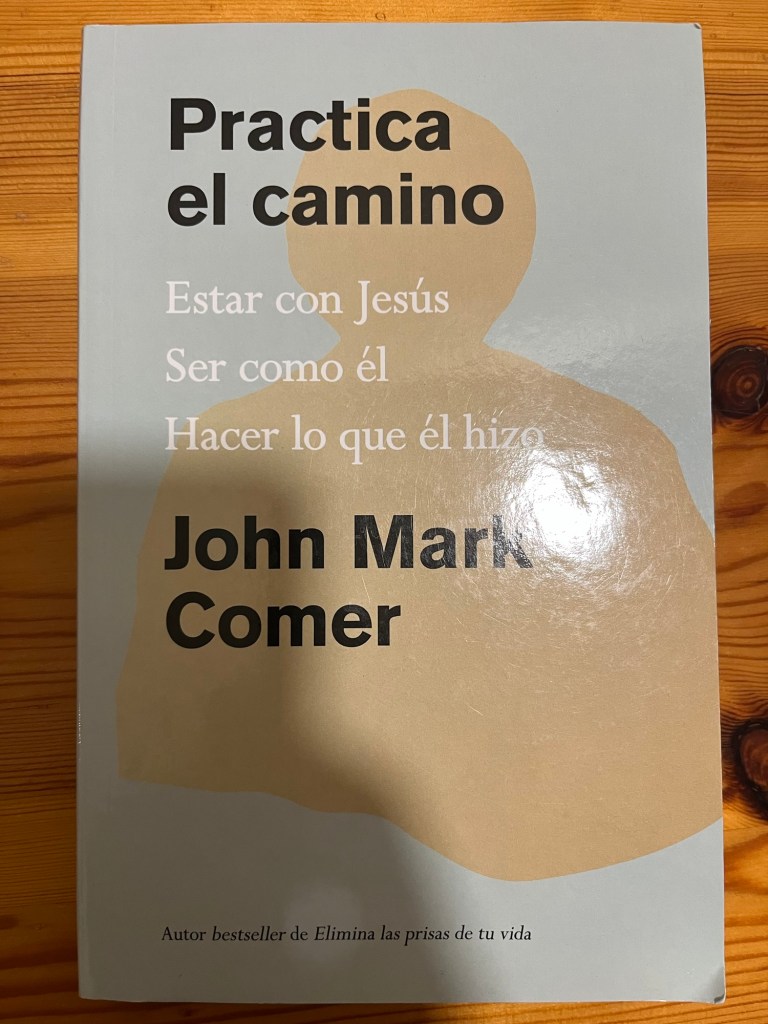 Practica
el camino
Estar con Jesús
Ser como él
Hacer lo que él hizo
John Mark
Comer
Autor bestseller de Elimina las prisas de tu vida